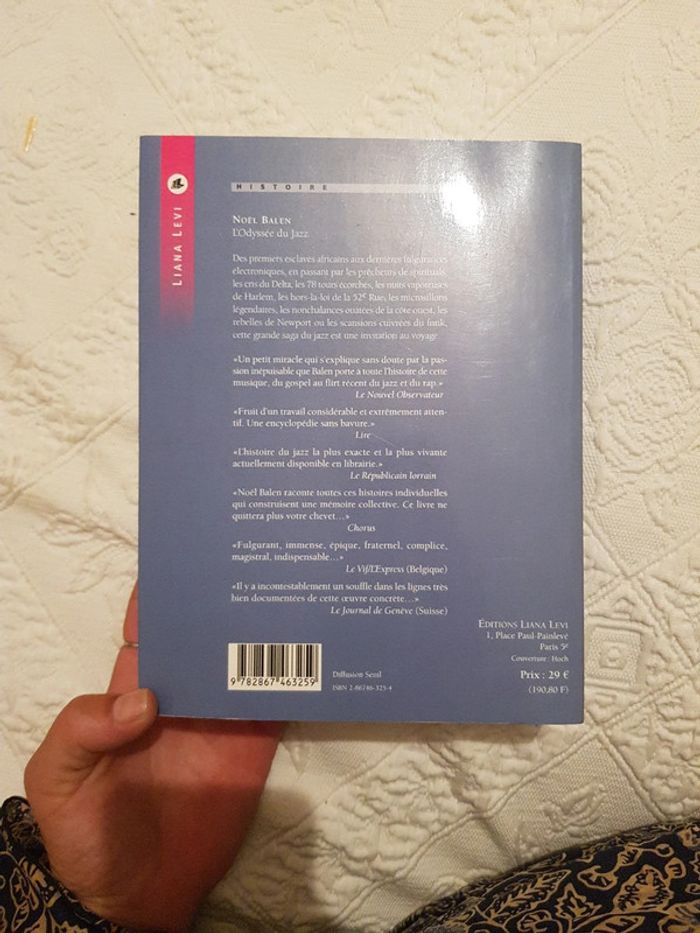 LIANA LEVI
HISTOIRE
NOËL BALEN
L'Odyssée du Jazz
Des premiers esclaves africains aux dernières fulgurances
électroniques, en passant par les prêcheurs de spirituals,
les cris du Delta, les 78 tours écorchés, les nuits vaporeuses
de Harlem, les hors-la-loi de la 52e Rue, les microsillons
légendaires, les nonchalances ouatées de la côte ouest, les
rebelles de Newport ou les scansions cuivrées du funk,
cette grande saga du jazz est une invitation au voyage.
«Un petit miracle qui s'explique sans doute par la pas-
sion inépuisable que Balen porte à toute l'histoire de cette
musique, du gospel au flirt récent du jazz et du rap.»
Le Nouvel Observateur
«Fruit d'un travail considérable et extrêmement atten-
tif. Une encyclopédie sans bavure.»
Lire
«L'histoire du jazz la plus exacte et la plus vivante
actuellement disponible en librairie.»
Le Républicain lorrain
«Noël Balen raconte toutes ces histoires individuelles
qui construisent une mémoire collective. Ce livre ne
quittera plus votre chevet…»
Chorus
«Fulgurant, immense, épique, fraternel, complice,
magistral, indispensable…»
Le Vif/L'Express (Belgique)
«Il y a incontestablement un souffle dans les lignes très
bien documentées de cette œuvre concrète…»
Le Journal de Genève (Suisse)
ÉDITIONS LIANA LEVI
1, Place Paul-Painlevé
Paris 5e
Couverture : Hoch
Prix : 29 €
(190,80 F)
9 782867 463259
Diffusion Seuil
ISBN 2-86746-325-4